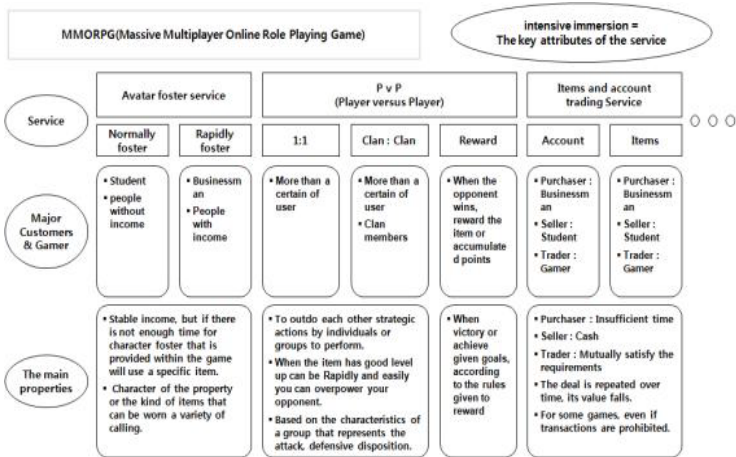 MMORPG(Massive Multiplayer Online Role Playing Game)
intensive immersion =
The key attributes of the service
Service
Avatar foster service
P v P
(Player versus Player)
Items and account
trading Service
Normally
foster
Rapidly
foster
1:1
Clan : Clan
Reward
Account
Items
Major
Customers
& Gamer
▪ Student
▪ people
without
income
▪ Businessm
an
▪ People
with
income
▪ More than a
certain of
user
▪ More than a
certain of
user
▪ Clan
members
▪ When the
opponent
wins,
reward the
item or
accumulate
d points
▪ Purchaser :
Businessm
an
▪ Seller :
Student
▪ Trader :
Gamer
▪ Purchaser :
Businessm
an
▪ Seller :
Student
▪ Trader :
Gamer
The main
properties
▪ Stable income, but if there
is not enough time for
character foster that is
provided within the game
will use a specific item.
▪ Character of the property
or the kind of items that
can be worn a variety of
calling.
▪ To outdo each other strategic
actions by individuals or
groups to perform.
▪ When the item has good level
up can be Rapidly and easily
you can overpower your
opponent.
▪ Based on the characteristics of
a group that represents the
attack, defensive disposition.
▪ When
victory or
achieve
given goals,
according
to the rules
given to
reward
▪ Purchaser : Insufficient time
▪ Seller : Cash
▪ Trader : Mutually satisfy the
requirements
▪ The deal is repeated over
time, its value falls.
▪ For some games, even if
transactions are prohibited.